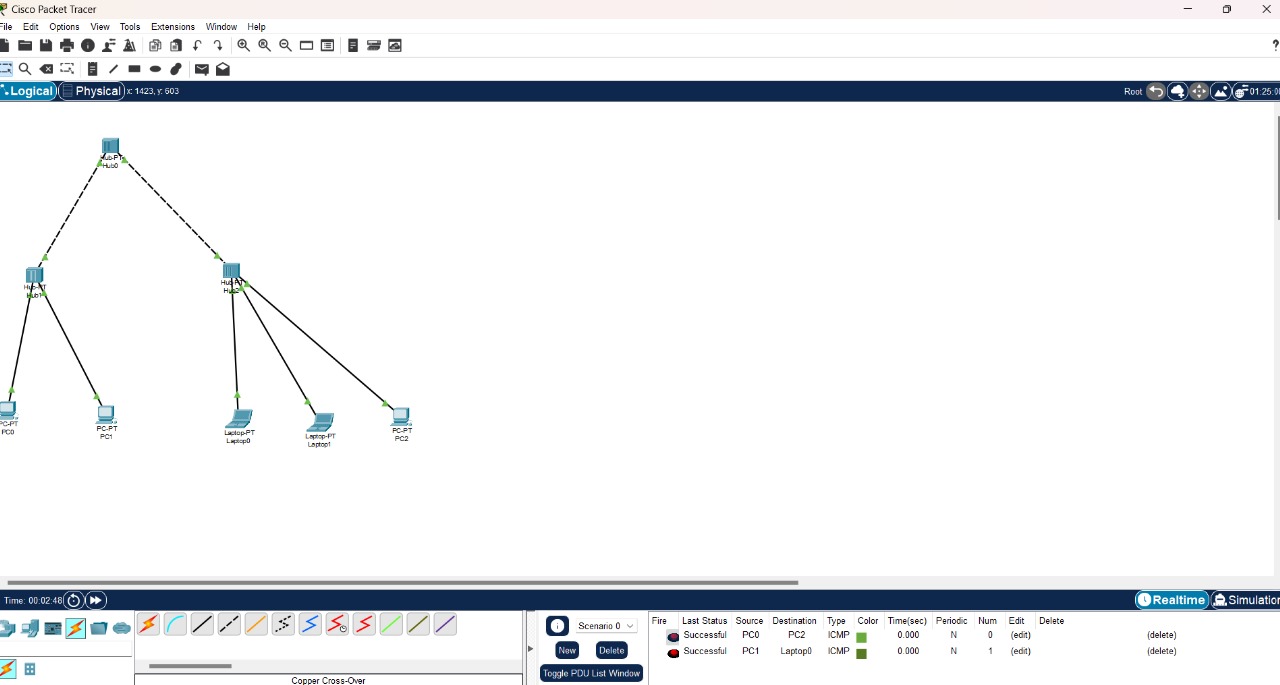 Cisco Packet Tracer
File Edit Options View Tools Extensions Window Help
?
Logical Physical x: 1423, y: 603
Root 01:25:00
Hub-PT
Hub0
Hub-PT
Hub1
Hub-PT
Hub2
PC-PT
PC0
PC-PT
PC1
Laptop-PT
Laptop0
Laptop-PT
Laptop1
PC-PT
PC2
Time: 00:02:48
Realtime Simulation
Scenario 0
New Delete
Toggle PDU List Window
Copper Cross-Over
Fire Last Status Source Destination Type Color Time(sec) Periodic Num Edit Delete
Successful PC0 PC2 ICMP 0.000 N 0 (edit) (delete)
Successful PC1 Laptop0 ICMP 0.000 N 1 (edit) (delete)